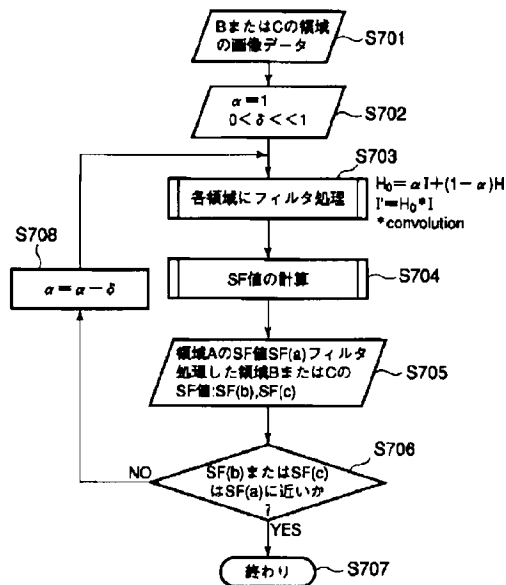 BまたはCの領域
の画像データ
S701
α=1
0<δ<<1
S702
S703
各領域にフィルタ処理
H₀=αI+(1-α)H
I'=H₀*I
*convolution
S708
α=α-δ
SF値の計算
S704
領域AのSF値SF(a)フィルタ
処理した領域BまたはCの
SF値:SF(b),SF(c)
S705
S706
NO
SF(b)またはSF(c)
はSF(a)に近いか
?
YES
終わり
S707